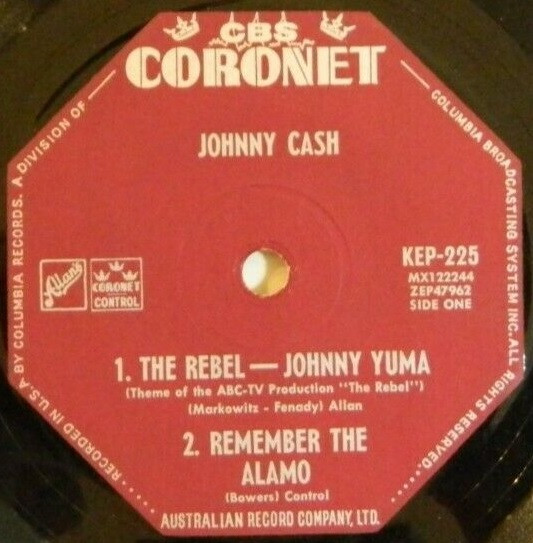 CBS
CORONET
JOHNNY CASH
KEP-225
MX122244
ZEP47962
SIDE ONE
Allan's
CORONET
CONTROL
1. THE REBEL — JOHNNY YUMA
(Theme of the ABC-TV Production "The Rebel")
(Markowitz - Fenady) Allan
2. REMEMBER THE
ALAMO
(Bowers) Control
RECORDED IN U.S.A BY COLUMBIA RECORDS. A DIVISION OF — COLUMBIA BROADCASTING SYSTEM INC. ALL RIGHTS RESERVED.
AUSTRALIAN RECORD COMPANY, LTD.